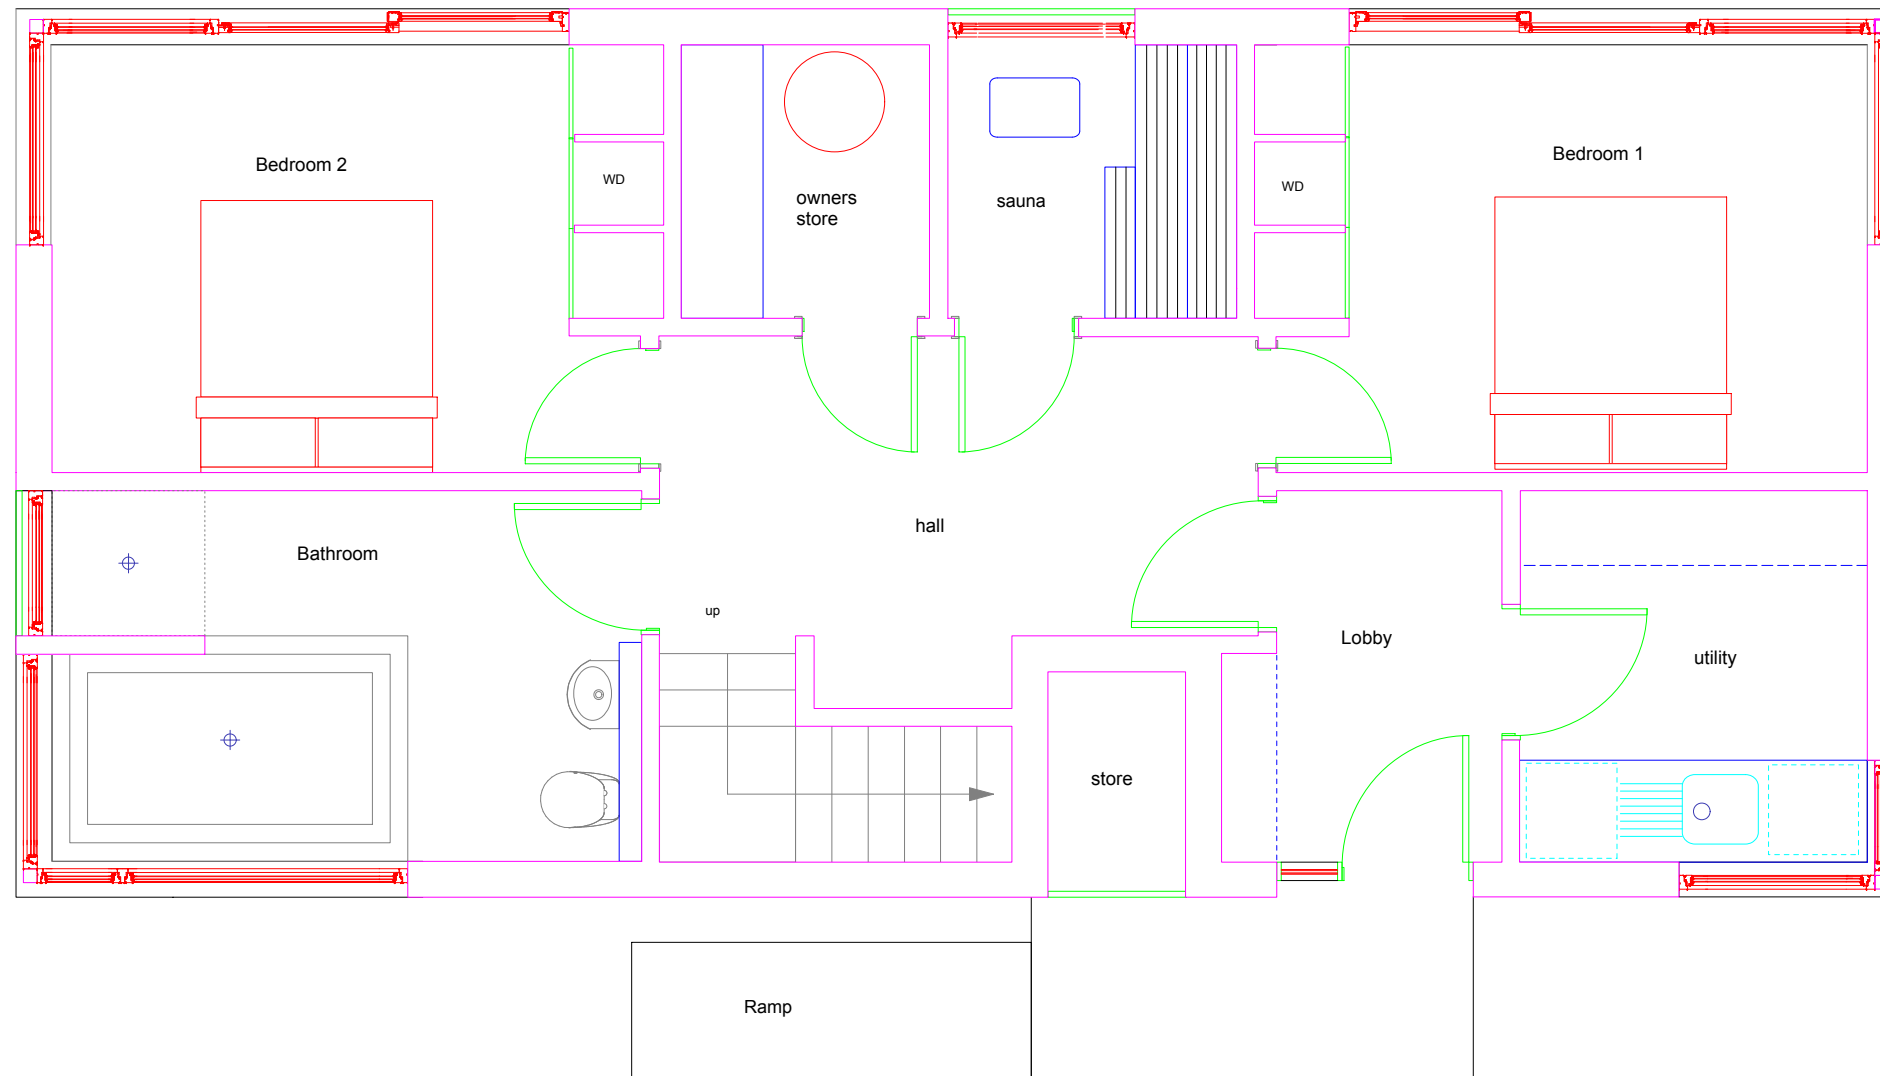 Bedroom 2
Bedroom 1
WD
WD
owners
store
sauna
hall
Bathroom
up
Lobby
utility
store
Ramp